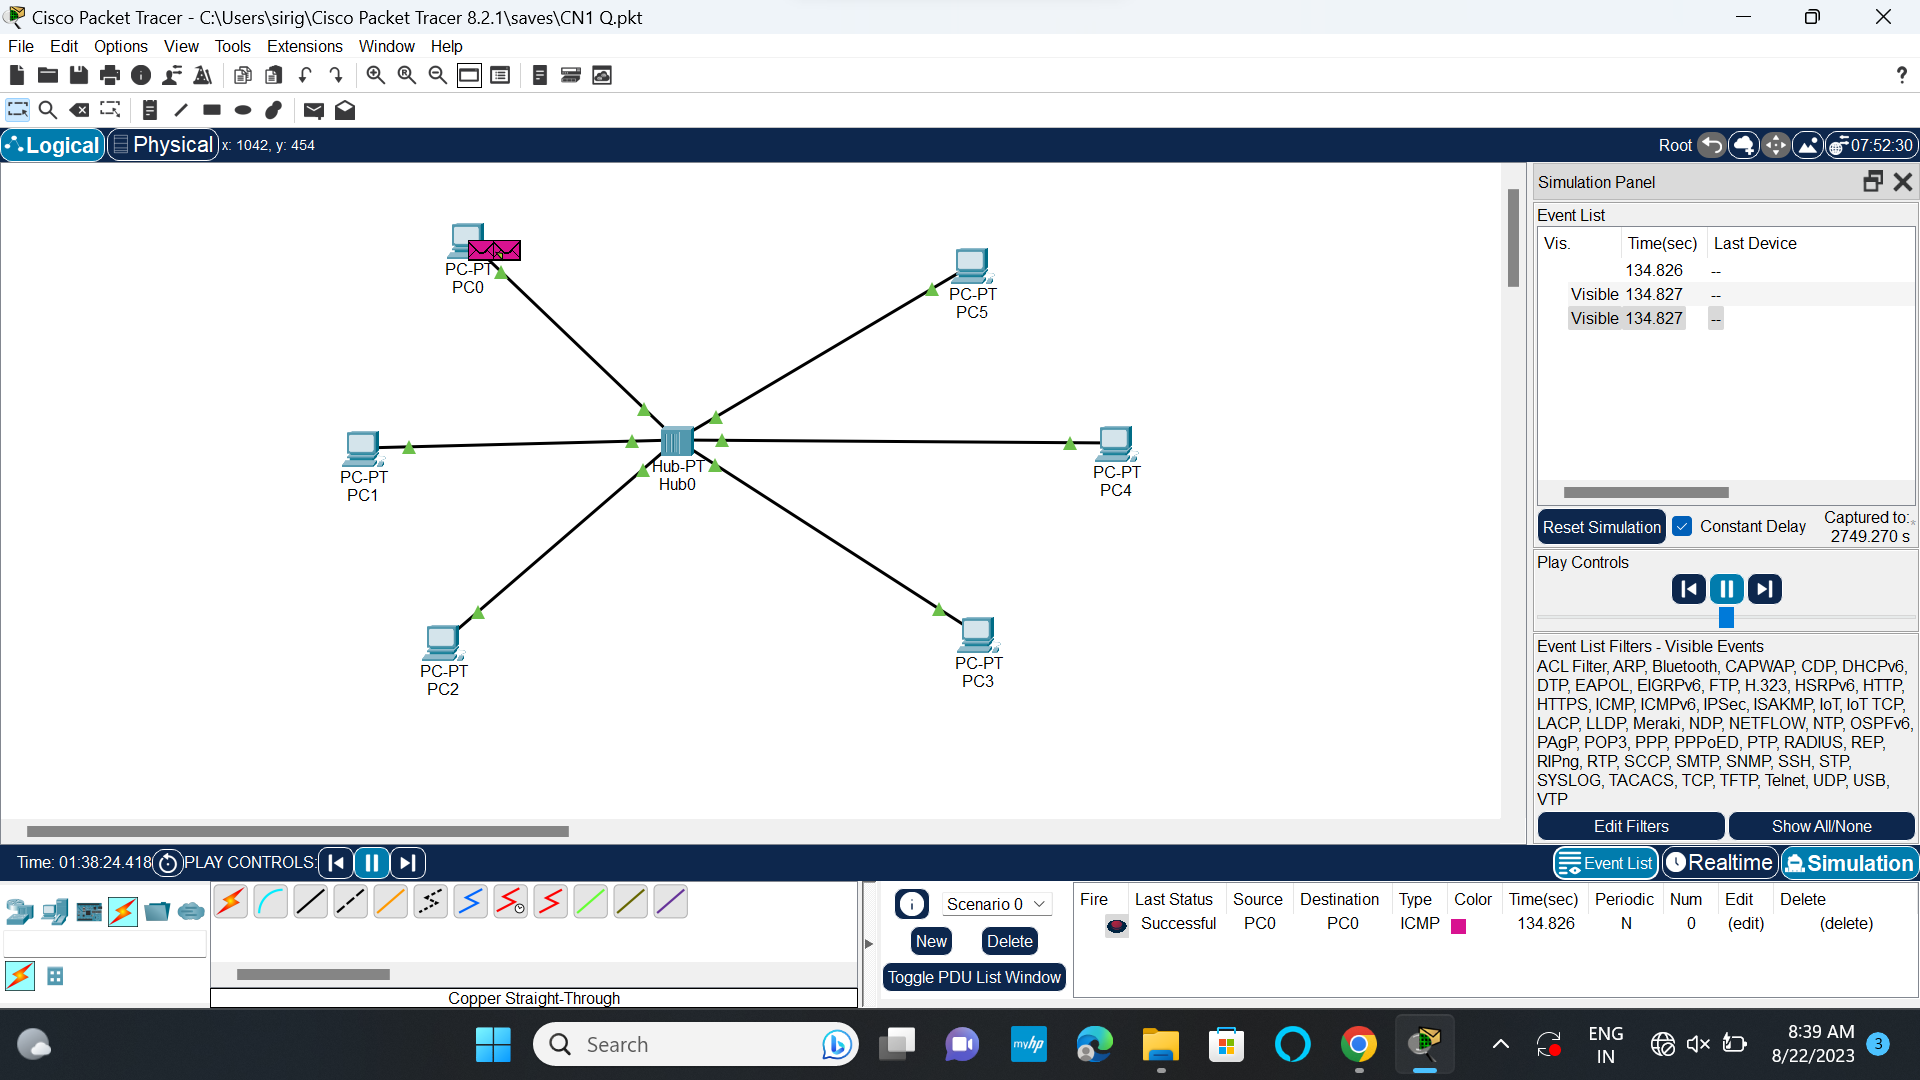 Cisco Packet Tracer - C:\Users\sirig\Cisco Packet Tracer 8.2.1\saves\CN1 Q.pkt
File Edit Options View Tools Extensions Window Help
?
Logical Physical x: 1042, y: 454 Root 07:52:30
Simulation Panel
Event List
Vis. Time(sec) Last Device
134.826 --
Visible 134.827 --
Visible 134.827 --
PC-PT
PC0
PC-PT
PC5
PC-PT
PC1
Hub-PT
Hub0
PC-PT
PC4
PC-PT
PC2
PC-PT
PC3
Reset Simulation Constant Delay Captured to:
2749.270 s
Play Controls
Event List Filters - Visible Events
ACL Filter, ARP, Bluetooth, CAPWAP, CDP, DHCPv6,
DTP, EAPOL, EIGRPv6, FTP, H.323, HSRPv6, HTTP,
HTTPS, ICMP, ICMPv6, IPSec, ISAKMP, IoT, IoT TCP,
LACP, LLDP, Meraki, NDP, NETFLOW, NTP, OSPFv6,
PAgP, POP3, PPP, PPPoED, PTP, RADIUS, REP,
RIPng, RTP, SCCP, SMTP, SNMP, SSH, STP,
SYSLOG, TACACS, TCP, TFTP, Telnet, UDP, USB,
VTP
Edit Filters Show All/None
Time: 01:38:24.418 PLAY CONTROLS: Event List Realtime Simulation
Scenario 0
New Delete
Toggle PDU List Window
Fire Last Status Source Destination Type Color Time(sec) Periodic Num Edit Delete
Successful PC0 PC0 ICMP 134.826 N 0 (edit) (delete)
Copper Straight-Through
Search
myhp
ENG
IN
8:39 AM
8/22/2023
3